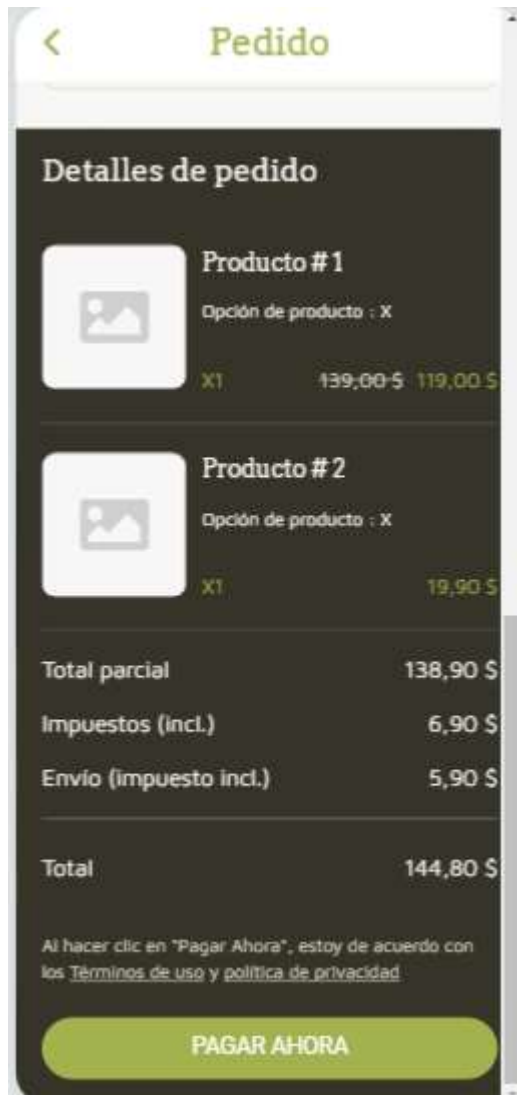 Pedido
Detalles de pedido
Producto #1
Opción de producto : X
X1 139,00 $ 119,00 $
Producto #2
Opción de producto : X
X1 19,90 $
Total parcial 138,90 $
Impuestos (incl.) 6,90 $
Envío (impuesto incl.) 5,90 $
Total 144,80 $
Al hacer clic en "Pagar Ahora", estoy de acuerdo con
los Términos de uso y política de privacidad
PAGAR AHORA